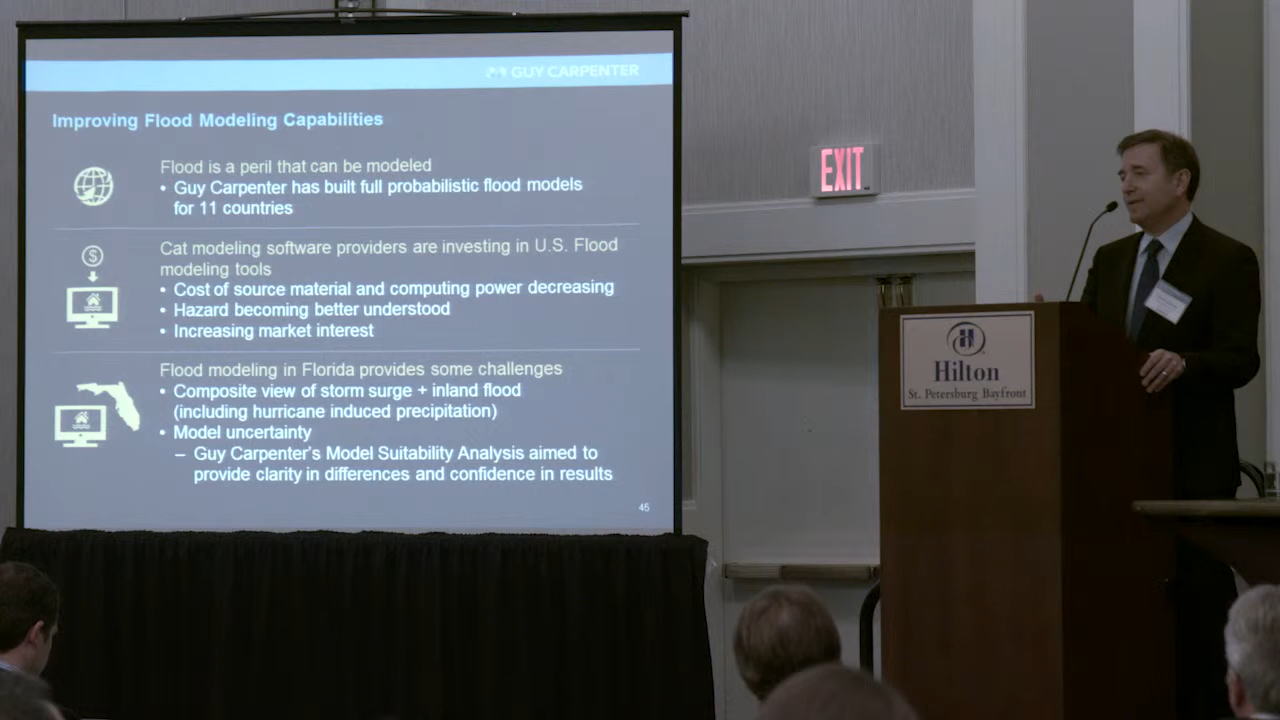 GUY CARPENTER
Improving Flood Modeling Capabilities
Flood is a peril that can be modeled
• Guy Carpenter has built full probabilistic flood models
for 11 countries
$
Cat modeling software providers are investing in U.S. Flood
modeling tools
• Cost of source material and computing power decreasing
• Hazard becoming better understood
• Increasing market interest
Flood modeling in Florida provides some challenges
• Composite view of storm surge + inland flood
(including hurricane induced precipitation)
• Model uncertainty
– Guy Carpenter's Model Suitability Analysis aimed to
provide clarity in differences and confidence in results
45
EXIT
H
Hilton
St. Petersburg Bayfront